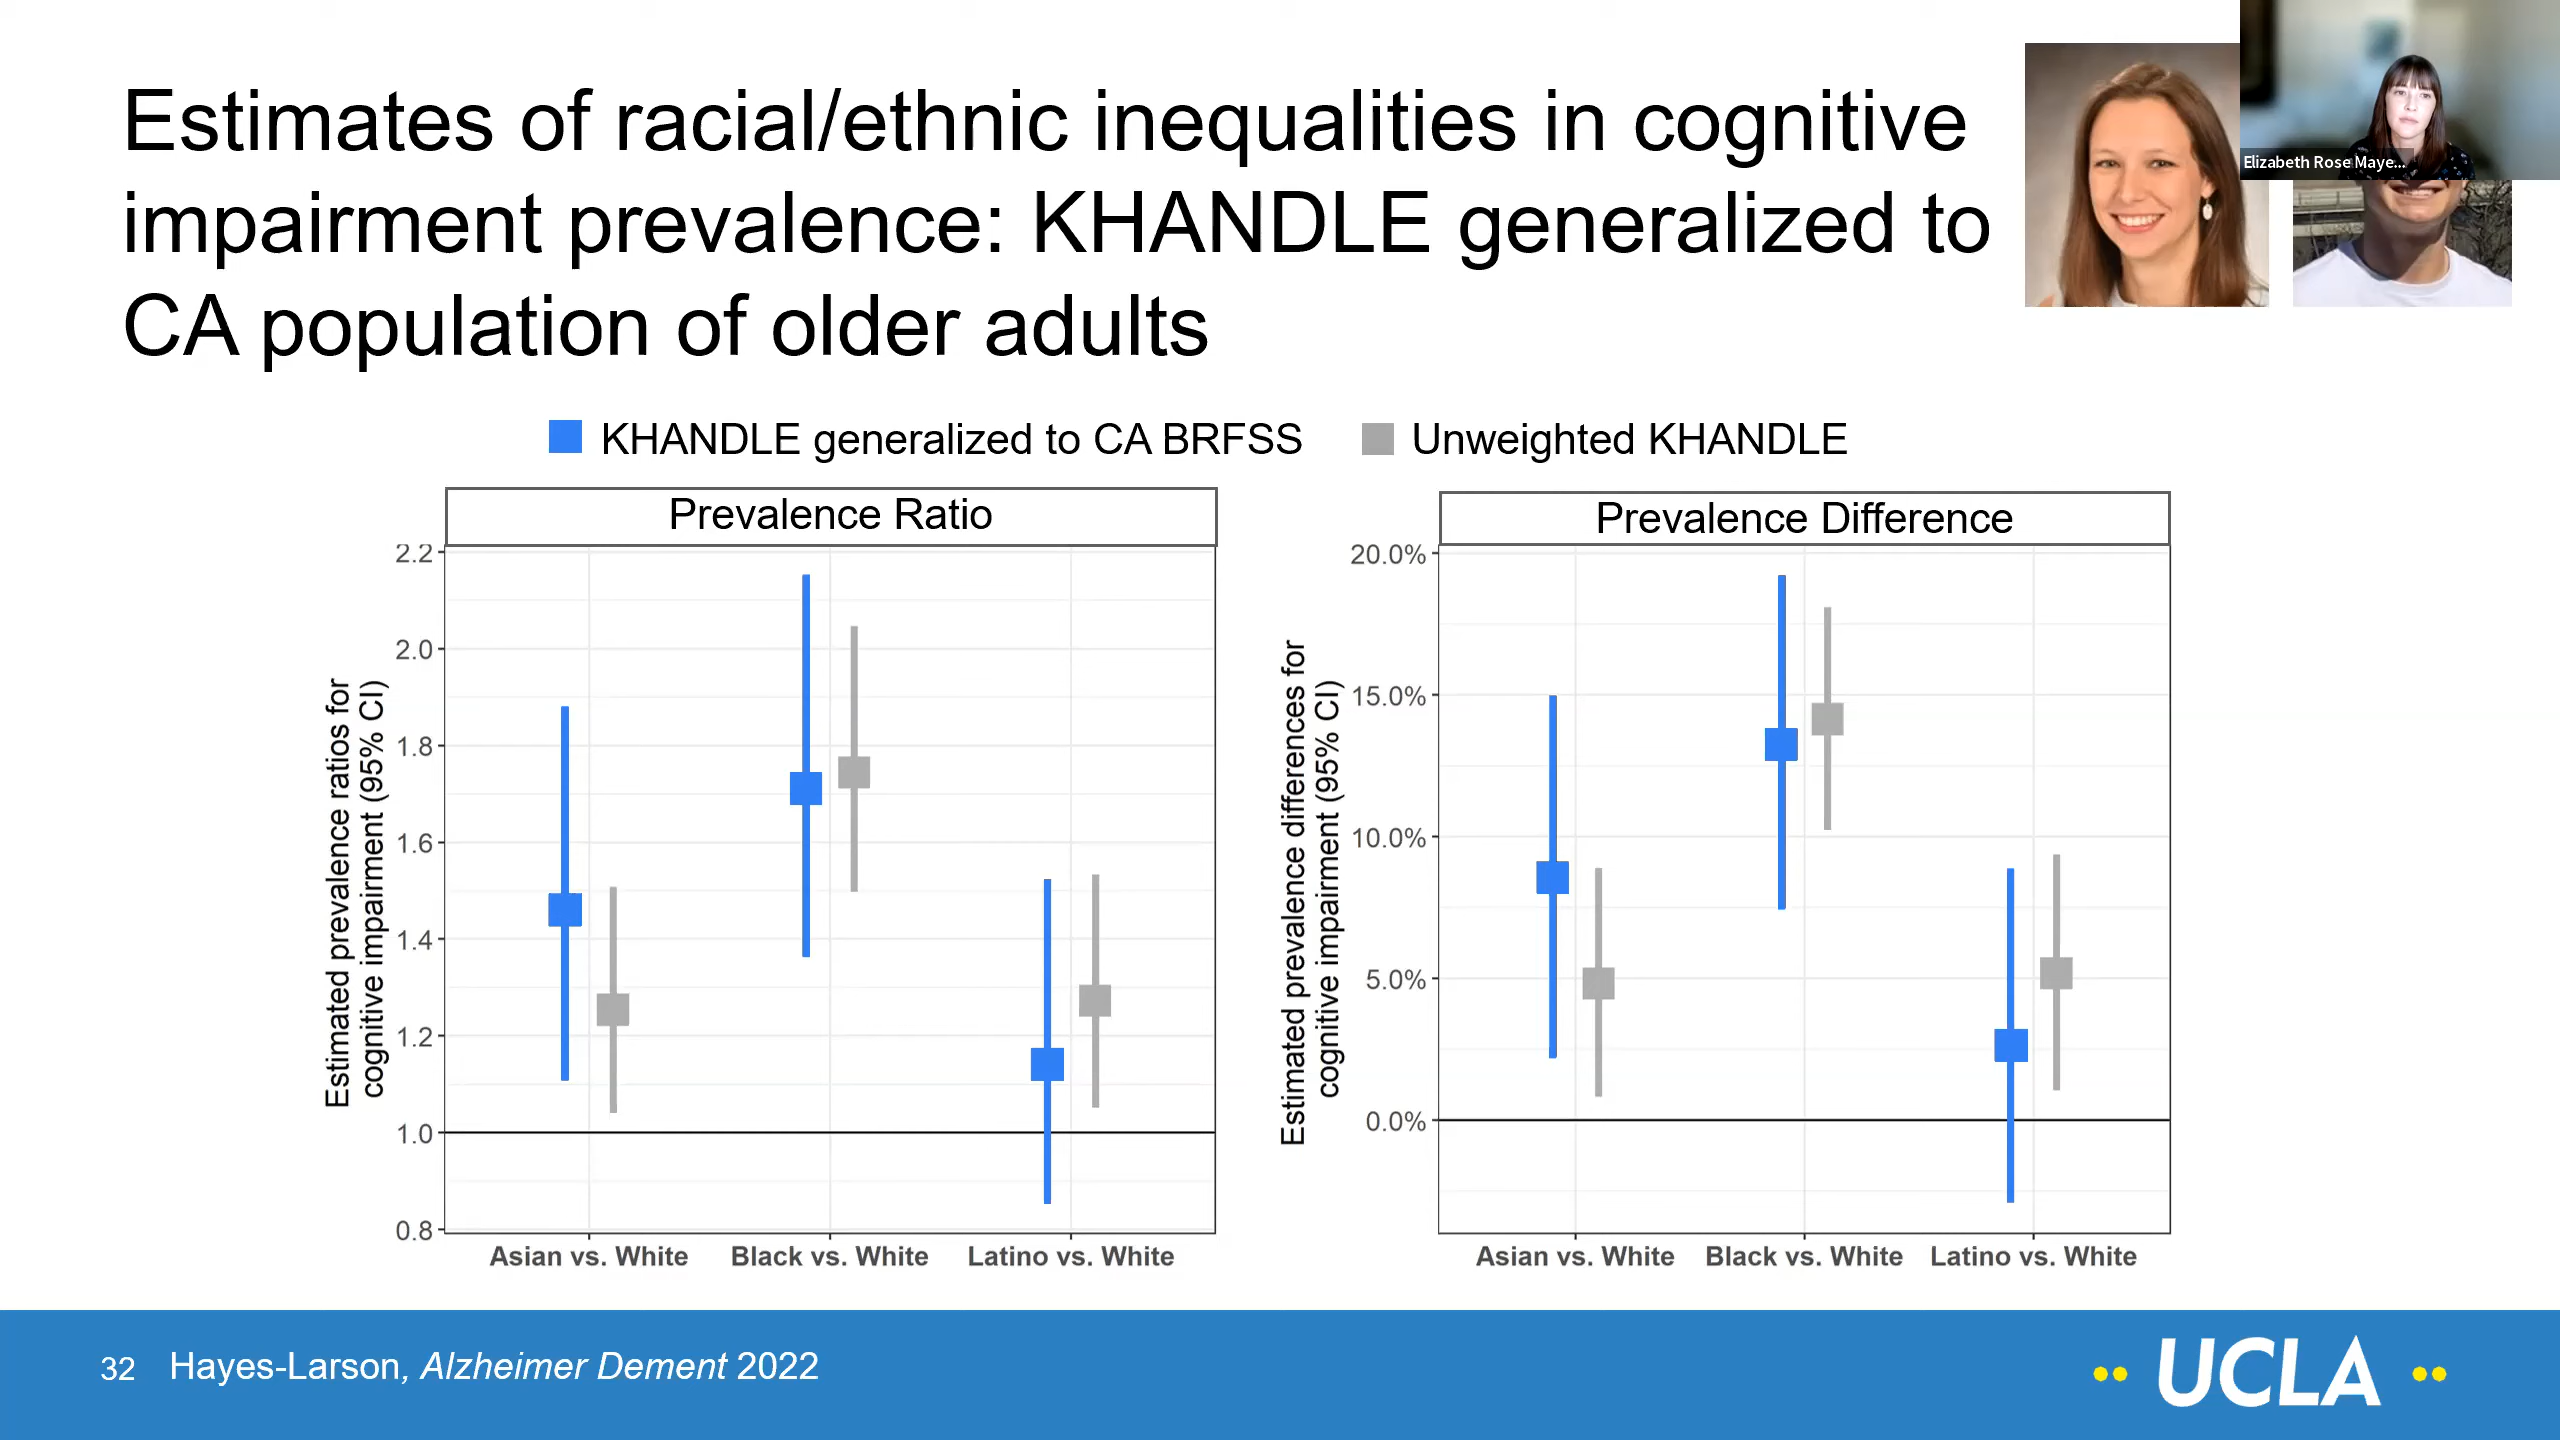 Estimates of racial/ethnic inequalities in cognitive
impairment prevalence: KHANDLE generalized to
CA population of older adults
Elizabeth Rose Maye...
KHANDLE generalized to CA BRFSS
Unweighted KHANDLE
Prevalence Ratio
Estimated prevalence ratios for
cognitive impairment (95% CI)
2.2
2.0
1.8
1.6
1.4
1.2
1.0
0.8
Asian vs. White
Black vs. White
Latino vs. White
Prevalence Difference
Estimated prevalence differences for
cognitive impairment (95% CI)
20.0%
15.0%
10.0%
5.0%
0.0%
Asian vs. White
Black vs. White
Latino vs. White
32
Hayes-Larson, Alzheimer Dement 2022
UCLA